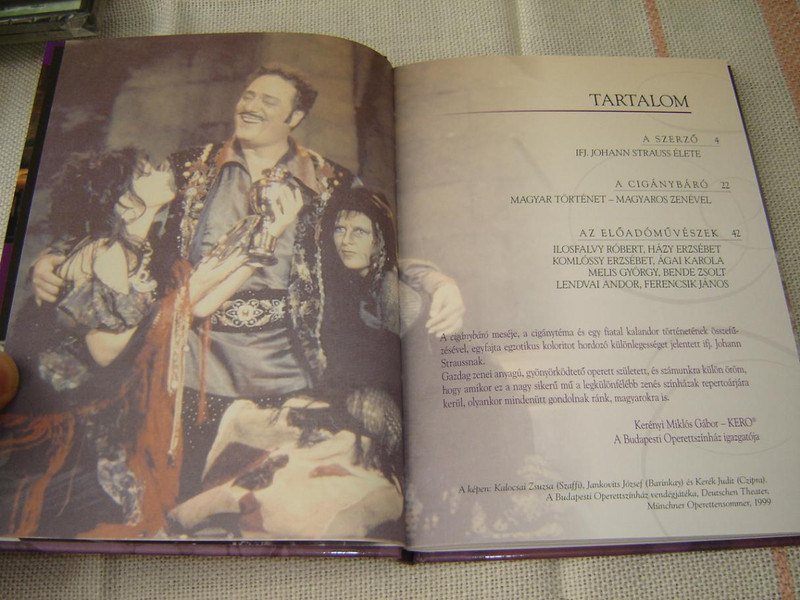 TARTALOM
A SZERZŐ 4
IFJ. JOHANN STRAUSS ÉLETE
A CIGÁNYBÁRÓ 22
MAGYAR TÖRTÉNET – MAGYAROS ZENÉVEL
AZ ELŐADÓMŰVÉSZEK 42
ILOSFALVY RÓBERT, HÁZY ERZSÉBET
KOMLÓSSY ERZSÉBET, ÁGAI KAROLA
MELIS GYÖRGY, BENDE ZSOLT
LENDVAI ANDOR, FERENCSIK JÁNOS
A cigánybáró meséje, a cigánytéma és egy fiatal kalandor történetének összefű-
zésével, egyfajta egzotikus koloritot hordozó különlegességet jelentett ifj. Johann
Straussnak.
Gazdag zenei anyagú, gyönyörködtető operett született, és számunkra külön öröm,
hogy amikor ez a nagy sikerű mű a legkülönfélébb zenés színházak repertoárjára
kerül, olyankor mindenütt gondolnak ránk, magyarokra is.
Kerényi Miklós Gábor – KERO®
A Budapesti Operettszínház igazgatója
A képen: Kalocsai Zsuzsa (Szaffi), Jankovits József (Barinkay) és Kerék Judit (Czipra).
A Budapesti Operettszínház vendégjátéka, Deutschen Theater,
Münchner Operettensommer, 1999